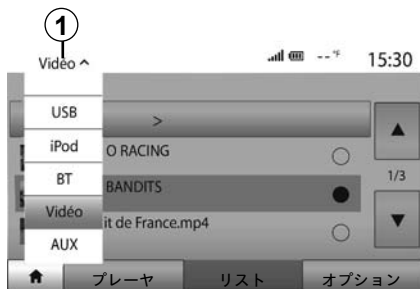 1
Vidéo ^
--°F 15:30
USB
>
iPod
O RACING
BT
BANDITS
1/3
Vidéo
it de France.mp4
AUX
プレーヤ リスト オプション